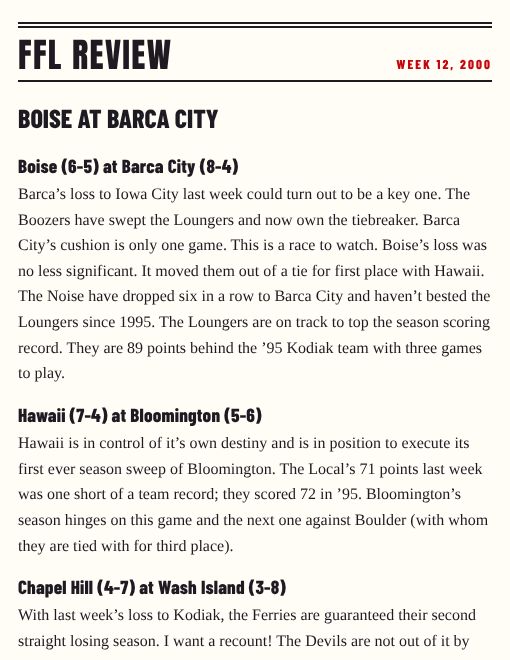 FFL REVIEW
WEEK 12, 2000
BOISE AT BARCA CITY
Boise (6-5) at Barca City (8-4)
Barca’s loss to Iowa City last week could turn out to be a key one. The
Boozers have swept the Loungers and now own the tiebreaker. Barca
City’s cushion is only one game. This is a race to watch. Boise’s loss was
no less significant. It moved them out of a tie for first place with Hawaii.
The Noise have dropped six in a row to Barca City and haven’t bested the
Loungers since 1995. The Loungers are on track to top the season scoring
record. They are 89 points behind the ’95 Kodiak team with three games
to play.
Hawaii (7-4) at Bloomington (5-6)
Hawaii is in control of it’s own destiny and is in position to execute its
first ever season sweep of Bloomington. The Local’s 71 points last week
was one short of a team record; they scored 72 in ’95. Bloomington’s
season hinges on this game and the next one against Boulder (with whom
they are tied with for third place).
Chapel Hill (4-7) at Wash Island (3-8)
With last week’s loss to Kodiak, the Ferries are guaranteed their second
straight losing season. I want a recount! The Devils are not out of it by